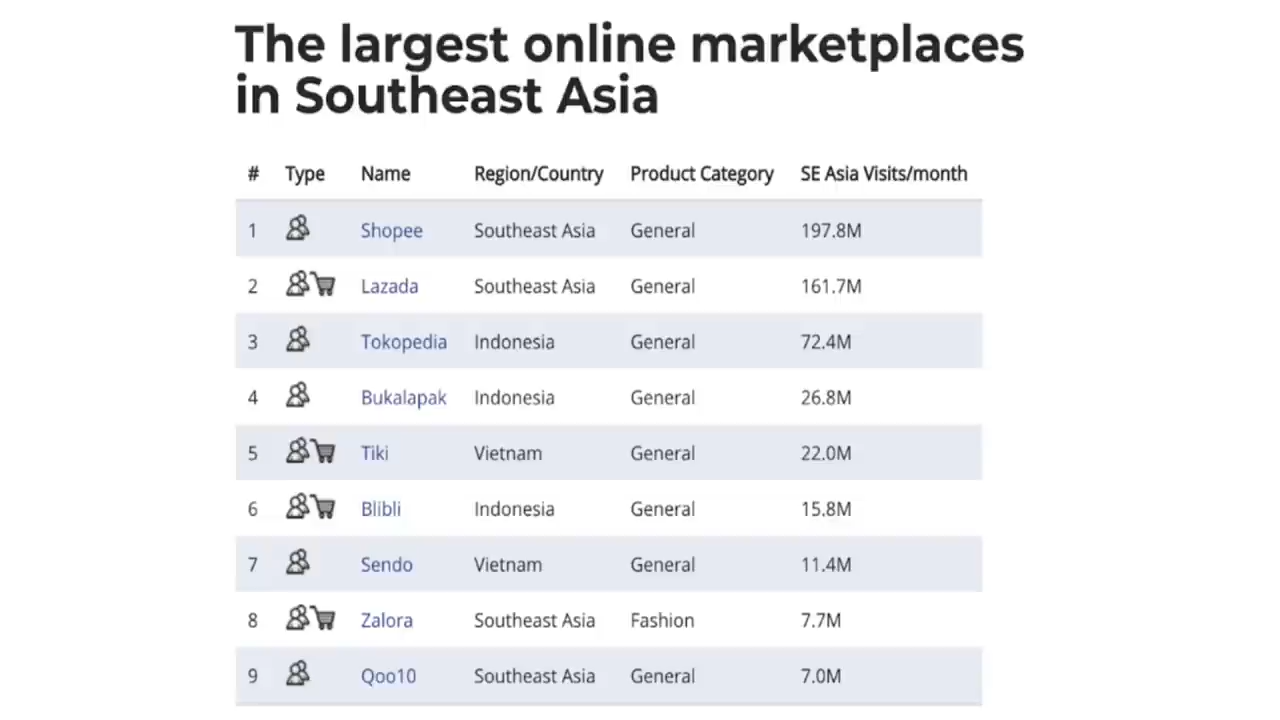 The largest online marketplaces
in Southeast Asia
# Type Name Region/Country Product Category SE Asia Visits/month
1 Shopee Southeast Asia General 197.8M
2 Lazada Southeast Asia General 161.7M
3 Tokopedia Indonesia General 72.4M
4 Bukalapak Indonesia General 26.8M
5 Tiki Vietnam General 22.0M
6 Blibli Indonesia General 15.8M
7 Sendo Vietnam General 11.4M
8 Zalora Southeast Asia Fashion 7.7M
9 Qoo10 Southeast Asia General 7.0M